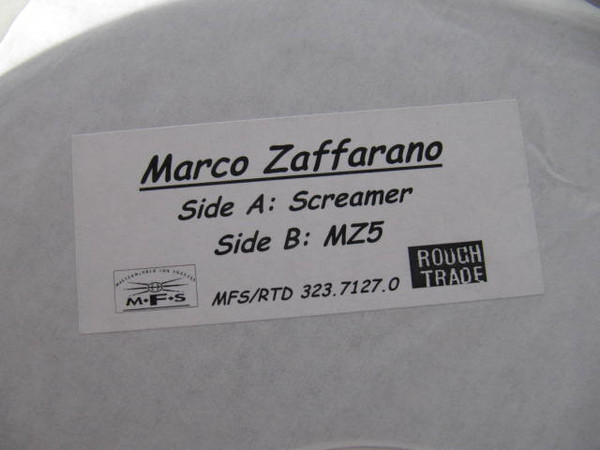 Marco Zaffarano
Side A: Screamer
Side B: MZ5
M•F•S
MFS/RTD 323.7127.0
ROUGH
TRADE